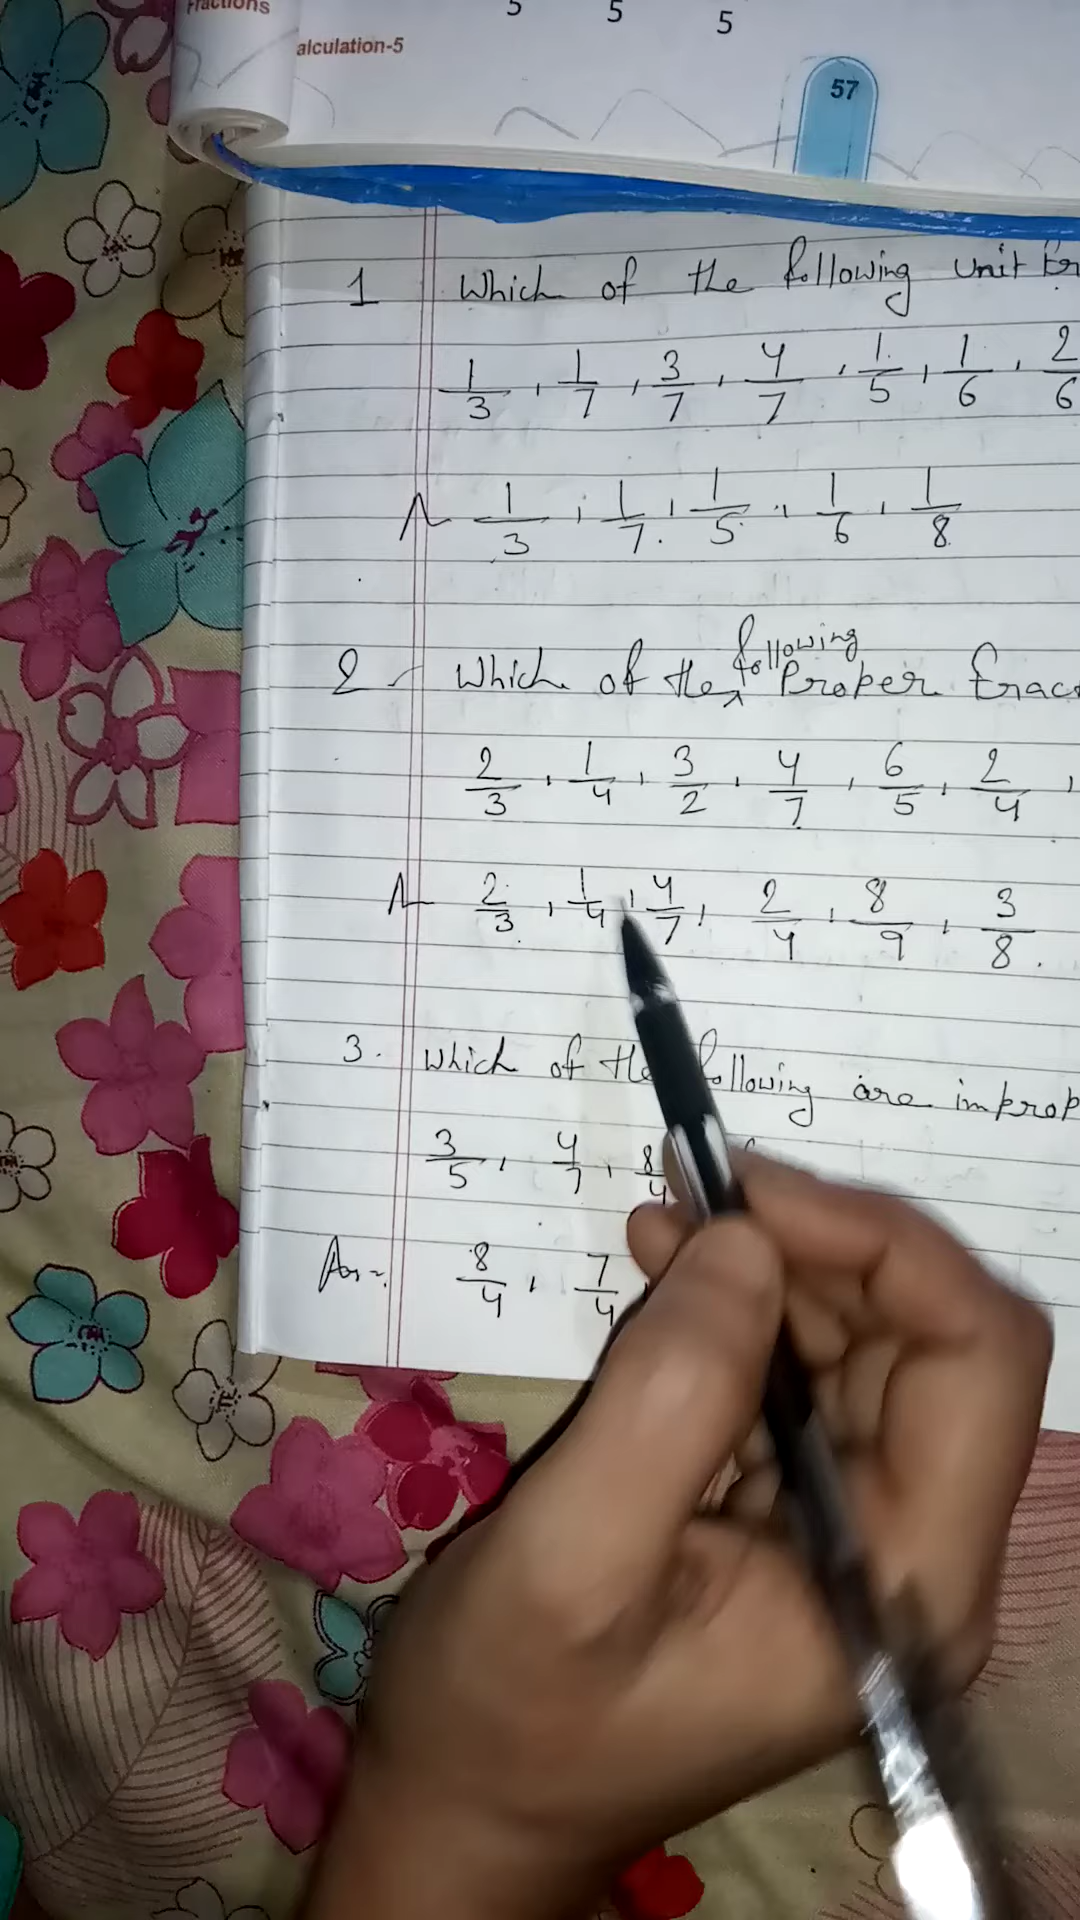 Fractions
5 5 5
alculation-5
57
1 Which of the following unit
1/3, 1/7, 3/7, 4/7, 1/5, 1/6, 2/6
1/3, 1/7, 1/5, 1/6, 1/8
2 - Which of the following Proper fract
2/3, 1/4, 3/2, 4/7, 6/5, 2/4,
2/3, 1/4, 4/7, 2/4, 8/9, 3/8.
3. Which of the following are improp
3/5, 4/7, 8/4
Ans- 8/4, 7/4